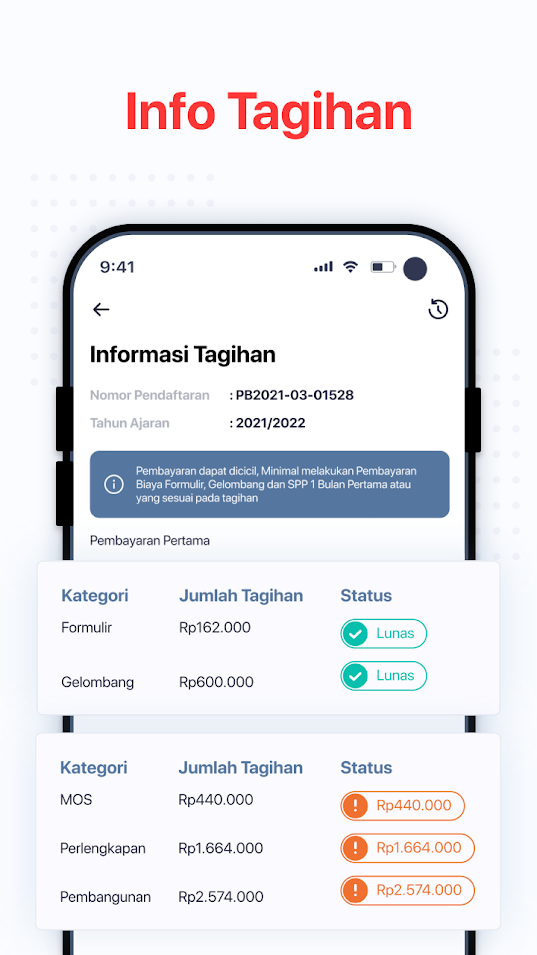 Info Tagihan
9:41
Informasi Tagihan
Nomor Pendaftaran : PB2021-03-01528
Tahun Ajaran : 2021/2022
Pembayaran dapat dicicil, Minimal melakukan Pembayaran
Biaya Formulir, Gelombang dan SPP 1 Bulan Pertama atau
yang sesuai pada tagihan
Pembayaran Pertama
Kategori Jumlah Tagihan Status
Formulir Rp162.000 Lunas
Gelombang Rp600.000 Lunas
Kategori Jumlah Tagihan Status
MOS Rp440.000 Rp440.000
Perlengkapan Rp1.664.000 Rp1.664.000
Pembangunan Rp2.574.000 Rp2.574.000